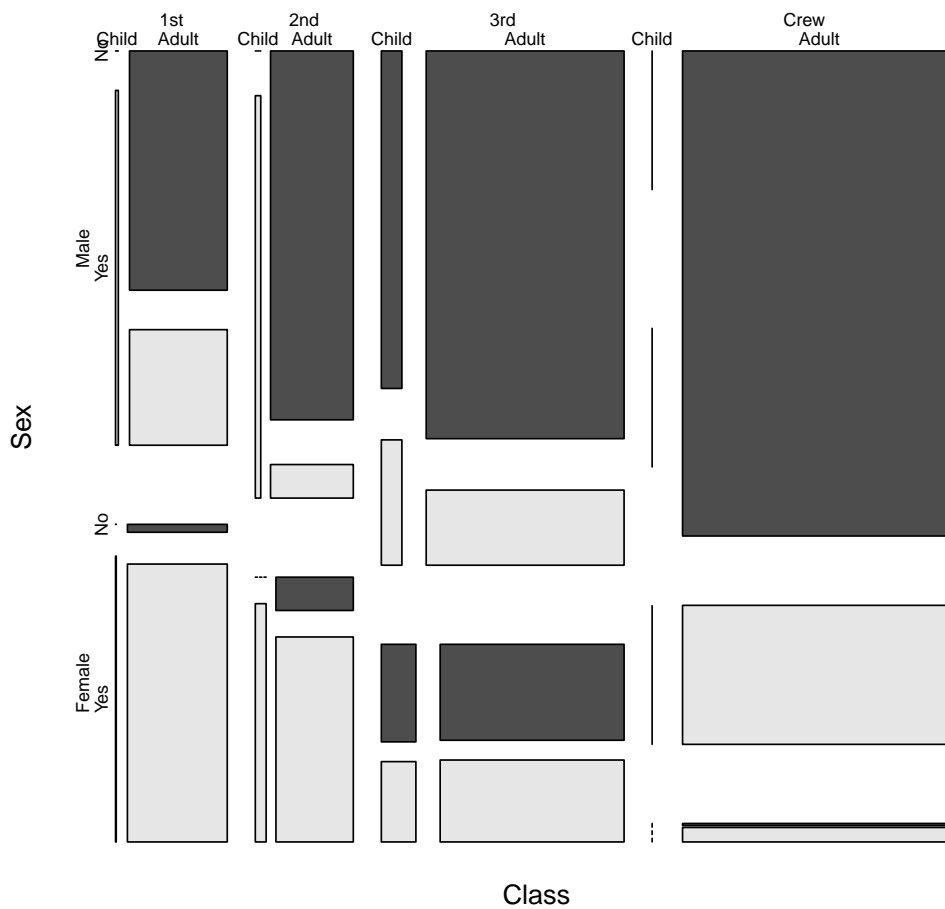 1st 2nd 3rd Crew
Child Adult Child Adult Child Adult Child Adult
No
Male
Yes
No
Female
Yes
Sex
Class